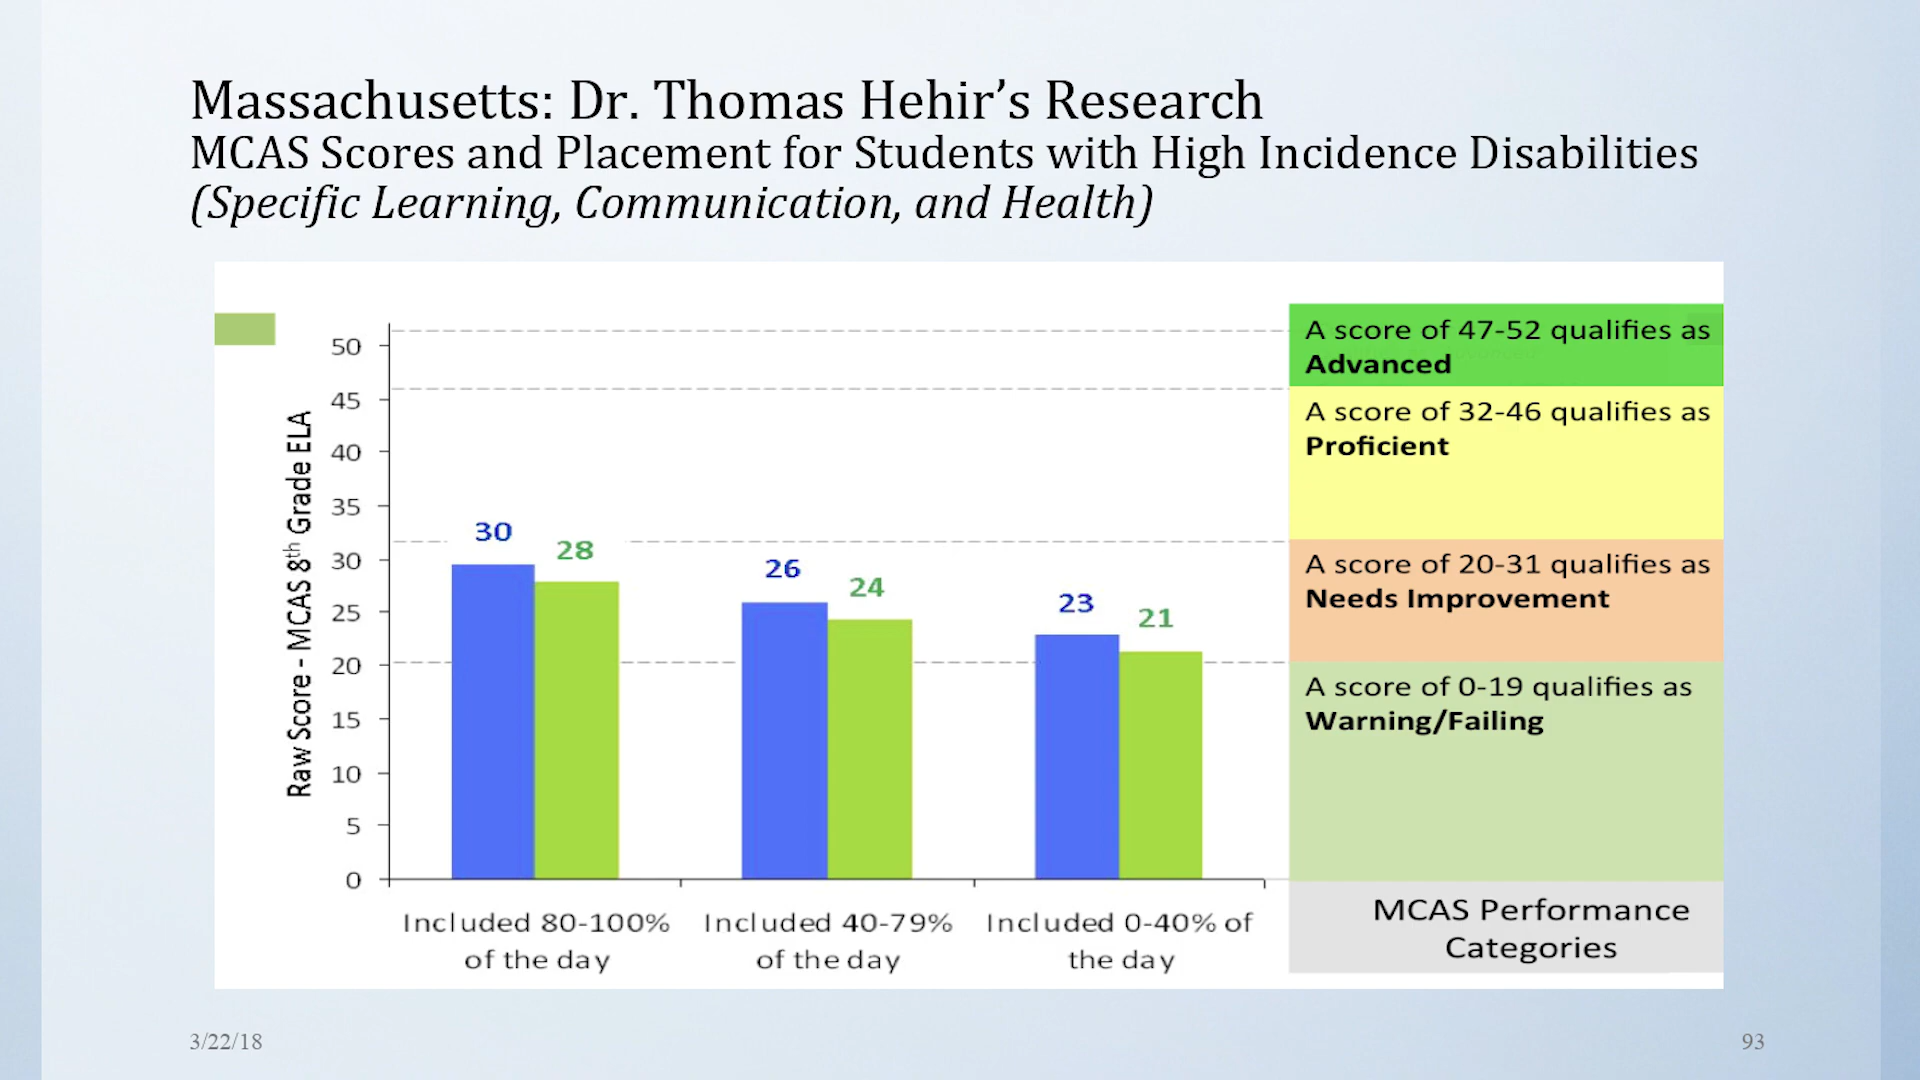 Massachusetts: Dr. Thomas Hehir’s Research
MCAS Scores and Placement for Students with High Incidence Disabilities
(Specific Learning, Communication, and Health)
Raw Score - MCAS 8th Grade ELA
50
45
40
35
30
25
20
15
10
5
0
30
28
26
24
23
21
Included 80-100%
of the day
Included 40-79%
of the day
Included 0-40% of
the day
A score of 47-52 qualifies as
Advanced
A score of 32-46 qualifies as
Proficient
A score of 20-31 qualifies as
Needs Improvement
A score of 0-19 qualifies as
Warning/Failing
MCAS Performance
Categories
3/22/18
93